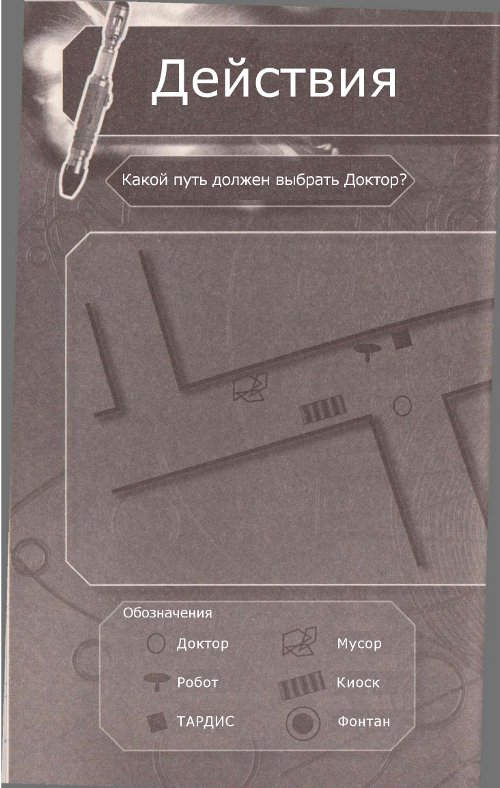 Действия
Какой путь должен выбрать Доктор?
Обозначения
Доктор
Мусор
Робот
Киоск
ТАРДИС
Фонтан